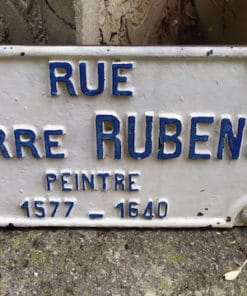 RUE
RRE RUBEN
PEINTRE
1577 - 1640